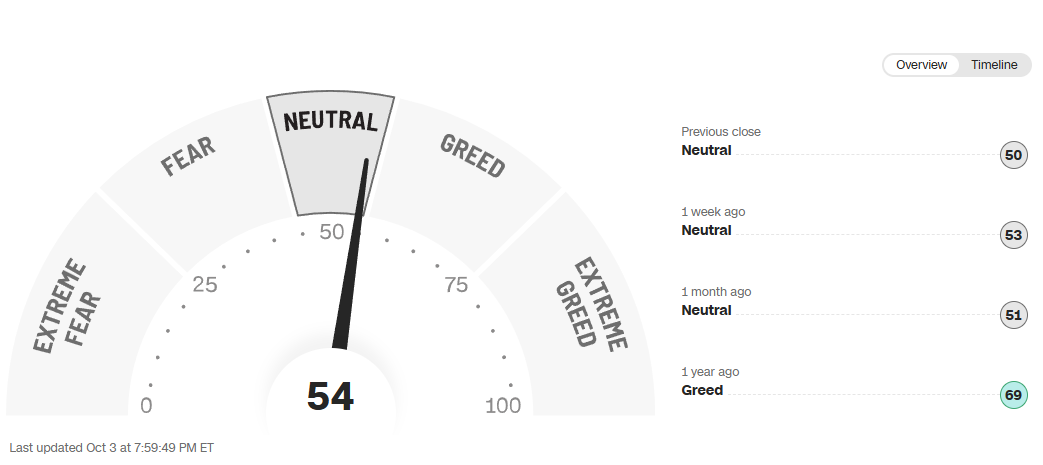 Overview
Timeline
EXTREME
FEAR
FEAR
NEUTRAL
GREED
EXTREME
GREED
0
25
50
75
100
54
Last updated Oct 3 at 7:59:49 PM ET
Previous close
Neutral 50
1 week ago
Neutral 53
1 month ago
Neutral 51
1 year ago
Greed 69